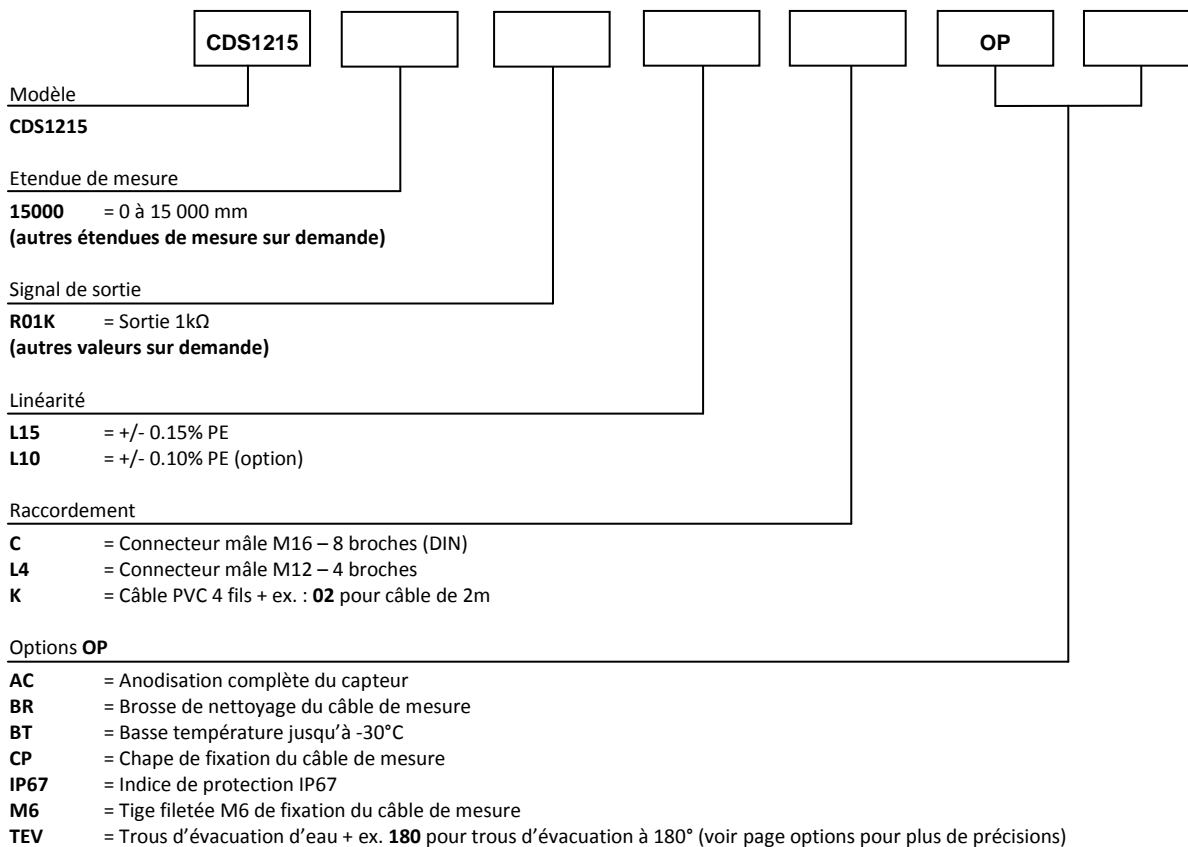 CDS1215 OP
Modèle
CDS1215
Etendue de mesure
15000 = 0 à 15 000 mm
(autres étendues de mesure sur demande)
Signal de sortie
R01K = Sortie 1kΩ
(autres valeurs sur demande)
Linéarité
L15 = +/- 0.15% PE
L10 = +/- 0.10% PE (option)
Raccordement
C = Connecteur mâle M16 – 8 broches (DIN)
L4 = Connecteur mâle M12 – 4 broches
K = Câble PVC 4 fils + ex. : 02 pour câble de 2m
Options OP
AC = Anodisation complète du capteur
BR = Brosse de nettoyage du câble de mesure
BT = Basse température jusqu’à -30°C
CP = Chape de fixation du câble de mesure
IP67 = Indice de protection IP67
M6 = Tige filetée M6 de fixation du câble de mesure
TEV = Trous d’évacuation d’eau + ex. 180 pour trous d’évacuation à 180° (voir page options pour plus de précisions)